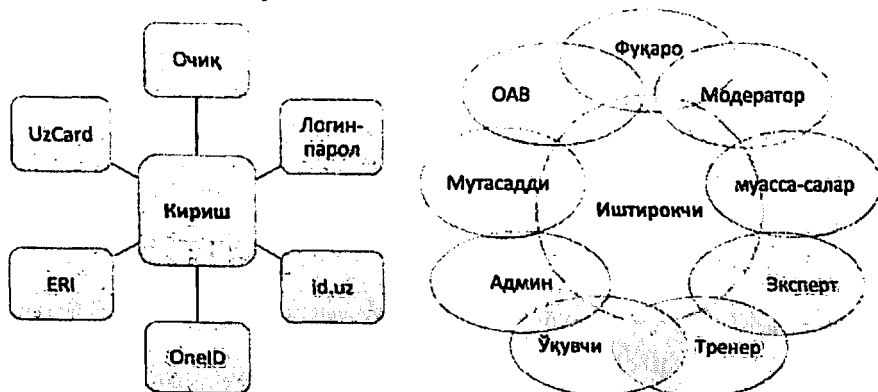 Очиқ
UzCard
Логин-
парол
Кириш
ERI
id.uz
OneID
Фуқаро
ОАВ
Модератор
Мутасадди
муасса-салар
Иштирокчи
Админ
Эксперт
Ўқувчи
Тренер